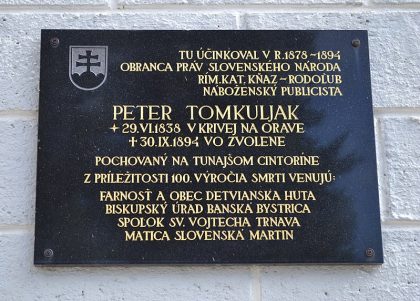 TU ÚČINKOVAL V R. 1878~1894
OBRANCA PRÁV SLOVENSKÉHO NÁRODA
RÍM. KAT. KŇAZ ~ RODOĽUB
NÁBOŽENSKÝ PUBLICISTA
PETER TOMKULJAK
+ 29. VI. 1838 V KRIVEJ NA ORAVE
+ 30. IX. 1894 VO ZVOLENE
POCHOVANÝ NA TUNAJŠOM CINTORÍNE
Z PRÍLEŽITOSTI 100. VÝROČIA SMRTI VENUJÚ:
FARNOSŤ A OBEC DETVIANSKA HUTA
BISKUPSKÝ ÚRAD BANSKÁ BYSTRICA
SPOLOK SV. VOJTECHA TRNAVA
MATICA SLOVENSKÁ MARTIN